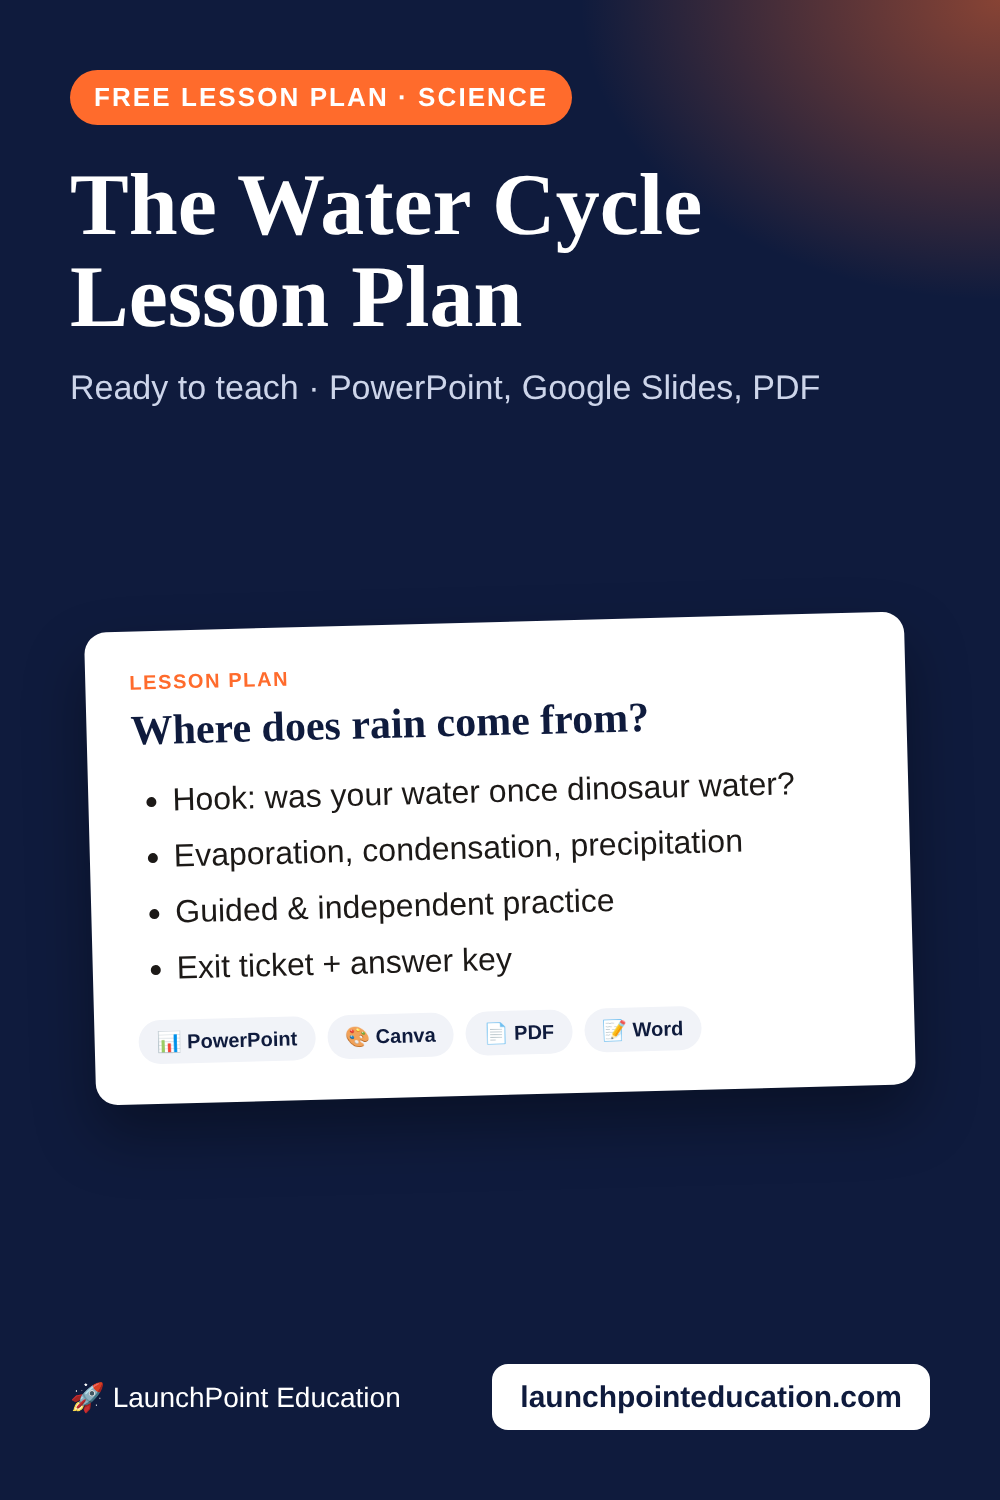 FREE LESSON PLAN · SCIENCE
The Water Cycle
Lesson Plan
Ready to teach · PowerPoint, Google Slides, PDF
LESSON PLAN
Where does rain come from?
• Hook: was your water once dinosaur water?
• Evaporation, condensation, precipitation
• Guided & independent practice
• Exit ticket + answer key
📊 PowerPoint 🎨 Canva 📄 PDF 📝 Word
🚀 LaunchPoint Education
launchpointeducation.com